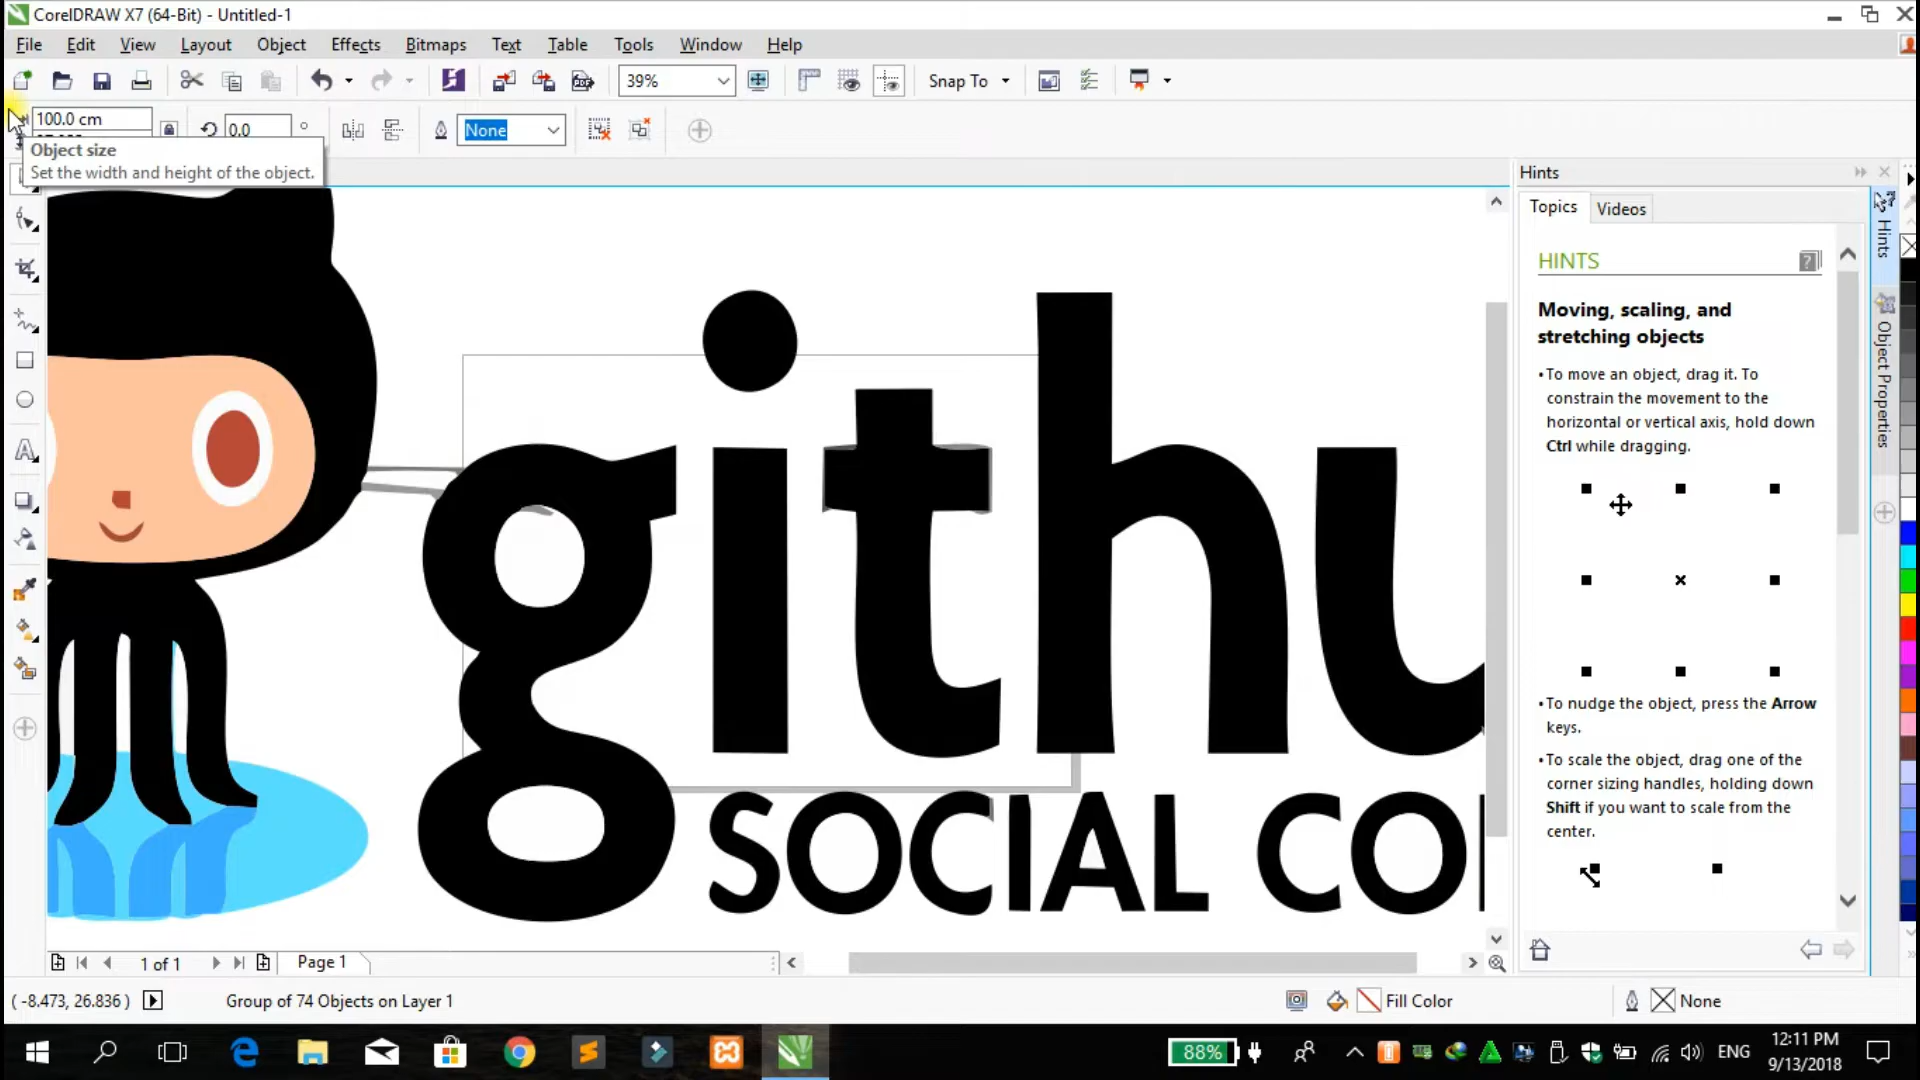 CorelDRAW X7 (64-Bit) - Untitled-1
File Edit View Layout Object Effects Bitmaps Text Table Tools Window Help
39% Snap To
100.0 cm
0.0 ° None
Object size
Set the width and height of the object.
Hints
Topics Videos
HINTS
Moving, scaling, and
stretching objects
•To move an object, drag it. To
constrain the movement to the
horizontal or vertical axis, hold down
Ctrl while dragging.
•To nudge the object, press the Arrow
keys.
•To scale the object, drag one of the
corner sizing handles, holding down
Shift if you want to scale from the
center.
Hints
Object Properties
githu
SOCIAL CO
1 of 1 Page 1
( -8.473, 26.836 ) Group of 74 Objects on Layer 1 Fill Color None
88% ENG 12:11 PM
9/13/2018